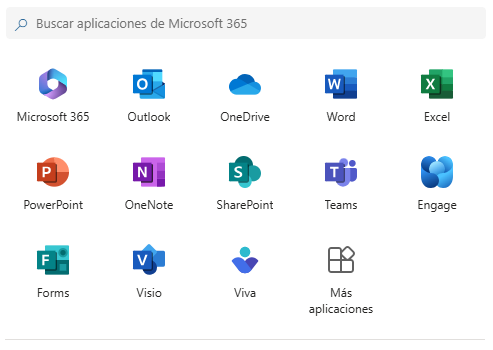 Buscar aplicaciones de Microsoft 365
Microsoft 365
Outlook
OneDrive
Word
Excel
PowerPoint
OneNote
SharePoint
Teams
Engage
Forms
Visio
Viva
Más
aplicaciones